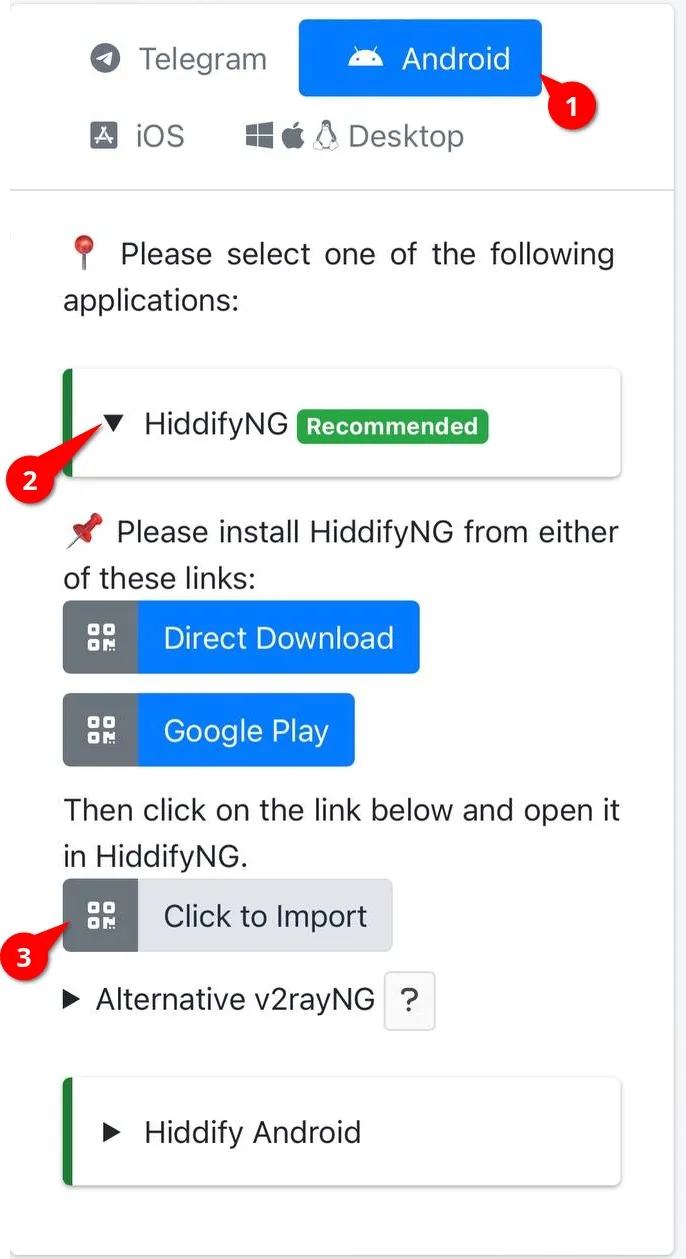 Telegram
Android
1
iOS
Desktop
Please select one of the following
applications:
HiddifyNG Recommended
2
Please install HiddifyNG from either
of these links:
Direct Download
Google Play
Then click on the link below and open it
in HiddifyNG.
Click to Import
3
Alternative v2rayNG ?
Hiddify Android